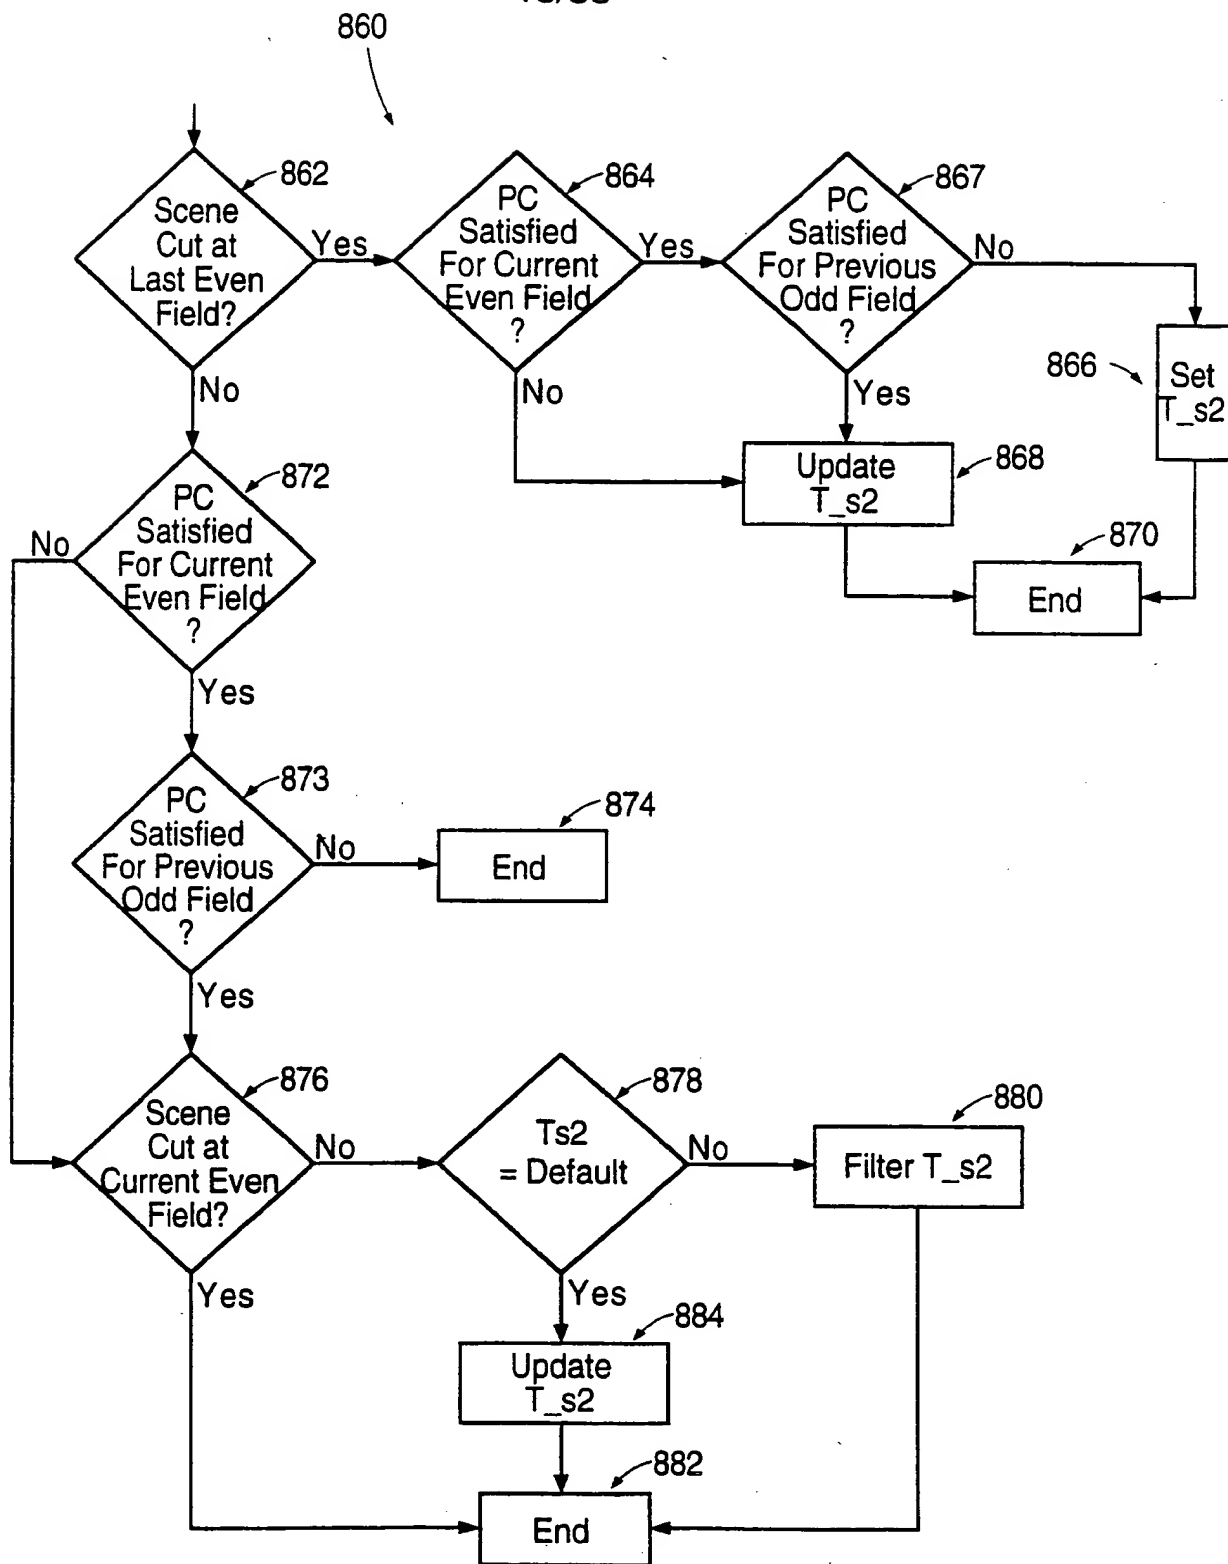 860
862
Scene
Cut at
Last Even
Field?
Yes
No
864
PC
Satisfied
For Current
Even Field
?
Yes
No
867
PC
Satisfied
For Previous
Odd Field
?
No
Yes
866
Set
T_s2
Update
T_s2
868
870
End
872
PC
Satisfied
For Current
Even Field
?
No
Yes
873
PC
Satisfied
For Previous
Odd Field
?
No
Yes
874
End
876
Scene
Cut at
Current Even
Field?
No
Yes
878
Ts2
= Default
No
Yes
880
Filter T_s2
884
Update
T_s2
882
End